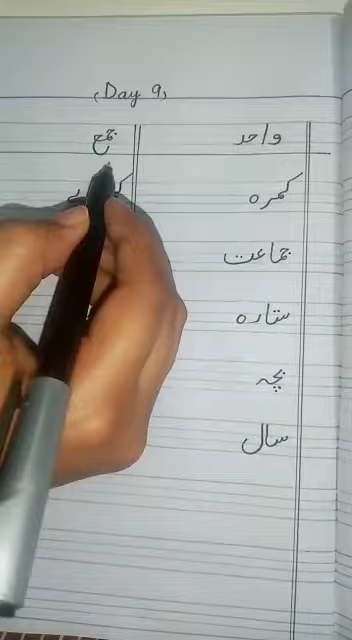 (Day 9)
واحد جمع
کمرہ
جماعت
ستارہ
بچہ
سال